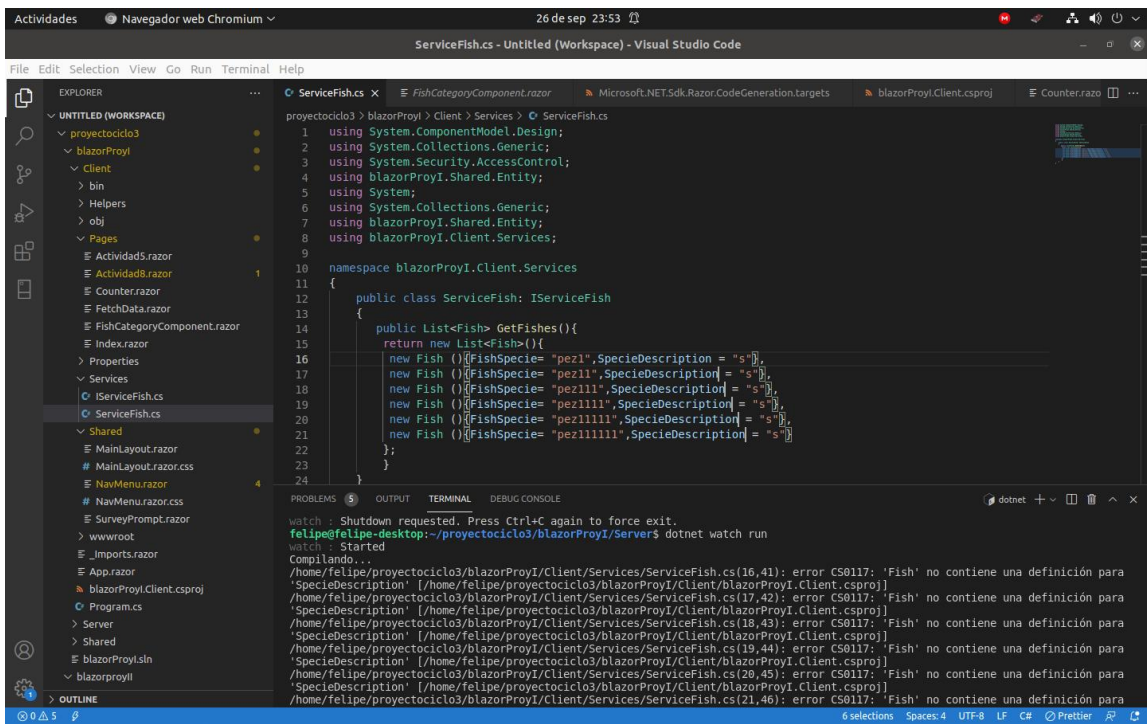 Actividades Navegador web Chromium 26 de sep 23:53
ServiceFish.cs - Untitled (Workspace) - Visual Studio Code
File Edit Selection View Go Run Terminal Help
EXPLORER ...
UNTITLED (WORKSPACE)
proyectociclo3
blazorProyI
Client
> bin
> Helpers
> obj
Pages
Actividad5.razor
Actividad8.razor 1
Counter.razor
FetchData.razor
FishCategoryComponent.razor
Index.razor
> Properties
Services
IServiceFish.cs
ServiceFish.cs
Shared
MainLayout.razor
# MainLayout.razor.css
NavMenu.razor 4
# NavMenu.razor.css
SurveyPrompt.razor
> wwwroot
_Imports.razor
App.razor
blazorProyI.Client.csproj
Program.cs
> Server
> Shared
blazorProyI.sln
blazorproyII
> OUTLINE
ServiceFish.cs × FishCategoryComponent.razor Microsoft.NET.Sdk.Razor.CodeGeneration.targets blazorProyI.Client.csproj Counter.razo ...
proyectociclo3 > blazorProyI > Client > Services > ServiceFish.cs
1 using System.ComponentModel.Design;
2 using System.Collections.Generic;
3 using System.Security.AccessControl;
4 using blazorProyI.Shared.Entity;
5 using System;
6 using System.Collections.Generic;
7 using blazorProyI.Shared.Entity;
8 using blazorProyI.Client.Services;
9
10 namespace blazorProyI.Client.Services
11 {
12 public class ServiceFish: IServiceFish
13 {
14 public List<Fish> GetFishes(){
15 return new List<Fish>(){
16 new Fish (){FishSpecie= "pez1",SpecieDescription = "s"},
17 new Fish (){FishSpecie= "pez11",SpecieDescription = "s"},
18 new Fish (){FishSpecie= "pez111",SpecieDescription = "s"},
19 new Fish (){FishSpecie= "pez1111",SpecieDescription = "s"},
20 new Fish (){FishSpecie= "pez11111",SpecieDescription = "s"},
21 new Fish (){FishSpecie= "pez111111",SpecieDescription = "s"}
22 };
23 }
24 }
PROBLEMS 5 OUTPUT TERMINAL DEBUG CONSOLE dotnet
watch : Shutdown requested. Press Ctrl+C again to force exit.
felipe@felipe-desktop:~/proyectociclo3/blazorProyI/Server$ dotnet watch run
watch : Started
Compilando...
/home/felipe/proyectociclo3/blazorProyI/Client/Services/ServiceFish.cs(16,41): error CS0117: 'Fish' no contiene una definición para
'SpecieDescription' [/home/felipe/proyectociclo3/blazorProyI/Client/blazorProyI.Client.csproj]
/home/felipe/proyectociclo3/blazorProyI/Client/Services/ServiceFish.cs(17,42): error CS0117: 'Fish' no contiene una definición para
'SpecieDescription' [/home/felipe/proyectociclo3/blazorProyI/Client/blazorProyI.Client.csproj]
/home/felipe/proyectociclo3/blazorProyI/Client/Services/ServiceFish.cs(18,43): error CS0117: 'Fish' no contiene una definición para
'SpecieDescription' [/home/felipe/proyectociclo3/blazorProyI/Client/blazorProyI.Client.csproj]
/home/felipe/proyectociclo3/blazorProyI/Client/Services/ServiceFish.cs(19,44): error CS0117: 'Fish' no contiene una definición para
'SpecieDescription' [/home/felipe/proyectociclo3/blazorProyI/Client/blazorProyI.Client.csproj]
/home/felipe/proyectociclo3/blazorProyI/Client/Services/ServiceFish.cs(20,45): error CS0117: 'Fish' no contiene una definición para
'SpecieDescription' [/home/felipe/proyectociclo3/blazorProyI/Client/blazorProyI.Client.csproj]
/home/felipe/proyectociclo3/blazorProyI/Client/Services/ServiceFish.cs(21,46): error CS0117: 'Fish' no contiene una definición para
0 5 6 selections Spaces: 4 UTF-8 LF C# Prettier